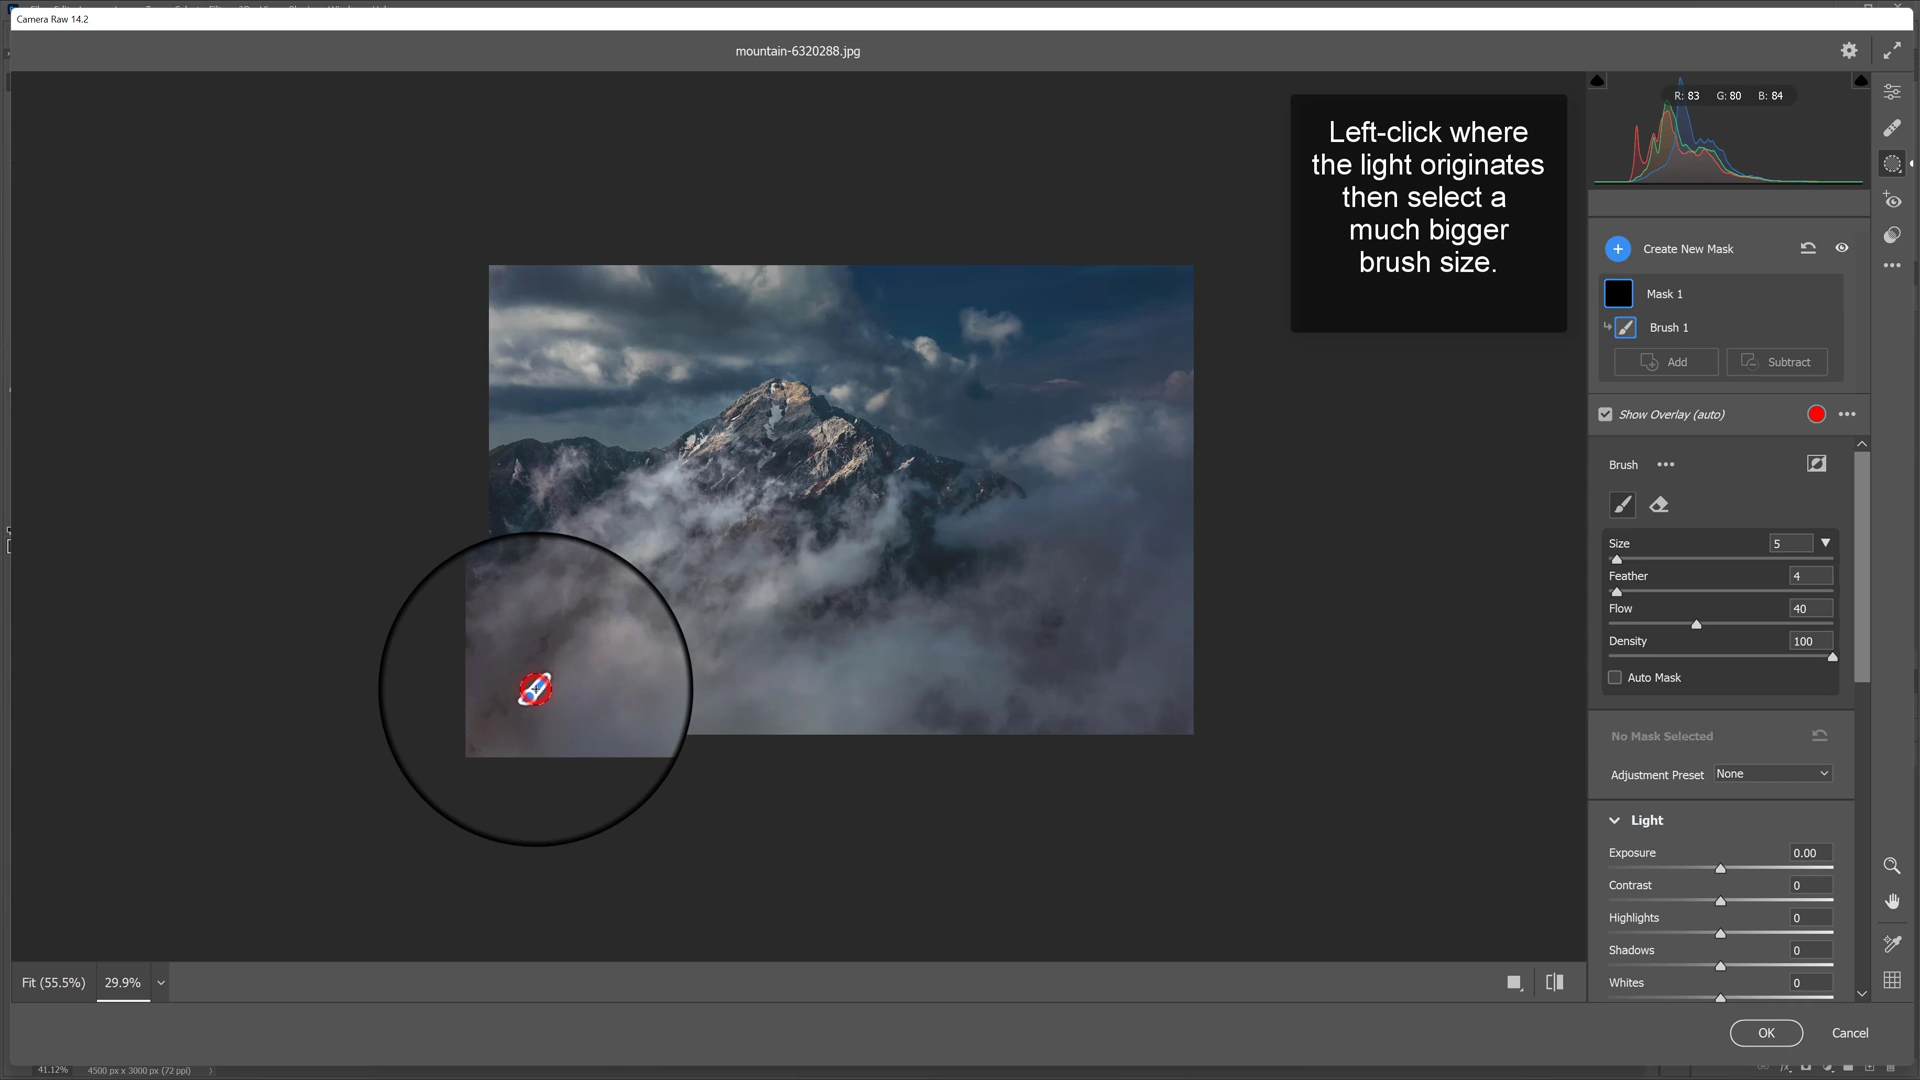 Camera Raw 14.2
mountain-6320288.jpg
R: 83 G: 80 B: 84
Left-click where
the light originates
then select a
much bigger
brush size.
Create New Mask
Mask 1
Brush 1
Add Subtract
Show Overlay (auto)
Brush
Size 5
Feather 4
Flow 40
Density 100
Auto Mask
No Mask Selected
Adjustment Preset None
Light
Exposure 0.00
Contrast 0
Highlights 0
Shadows 0
Whites 0
Fit (55.5%) 29.9%
OK Cancel
41.12% 4500 px x 3000 px (72 ppi)